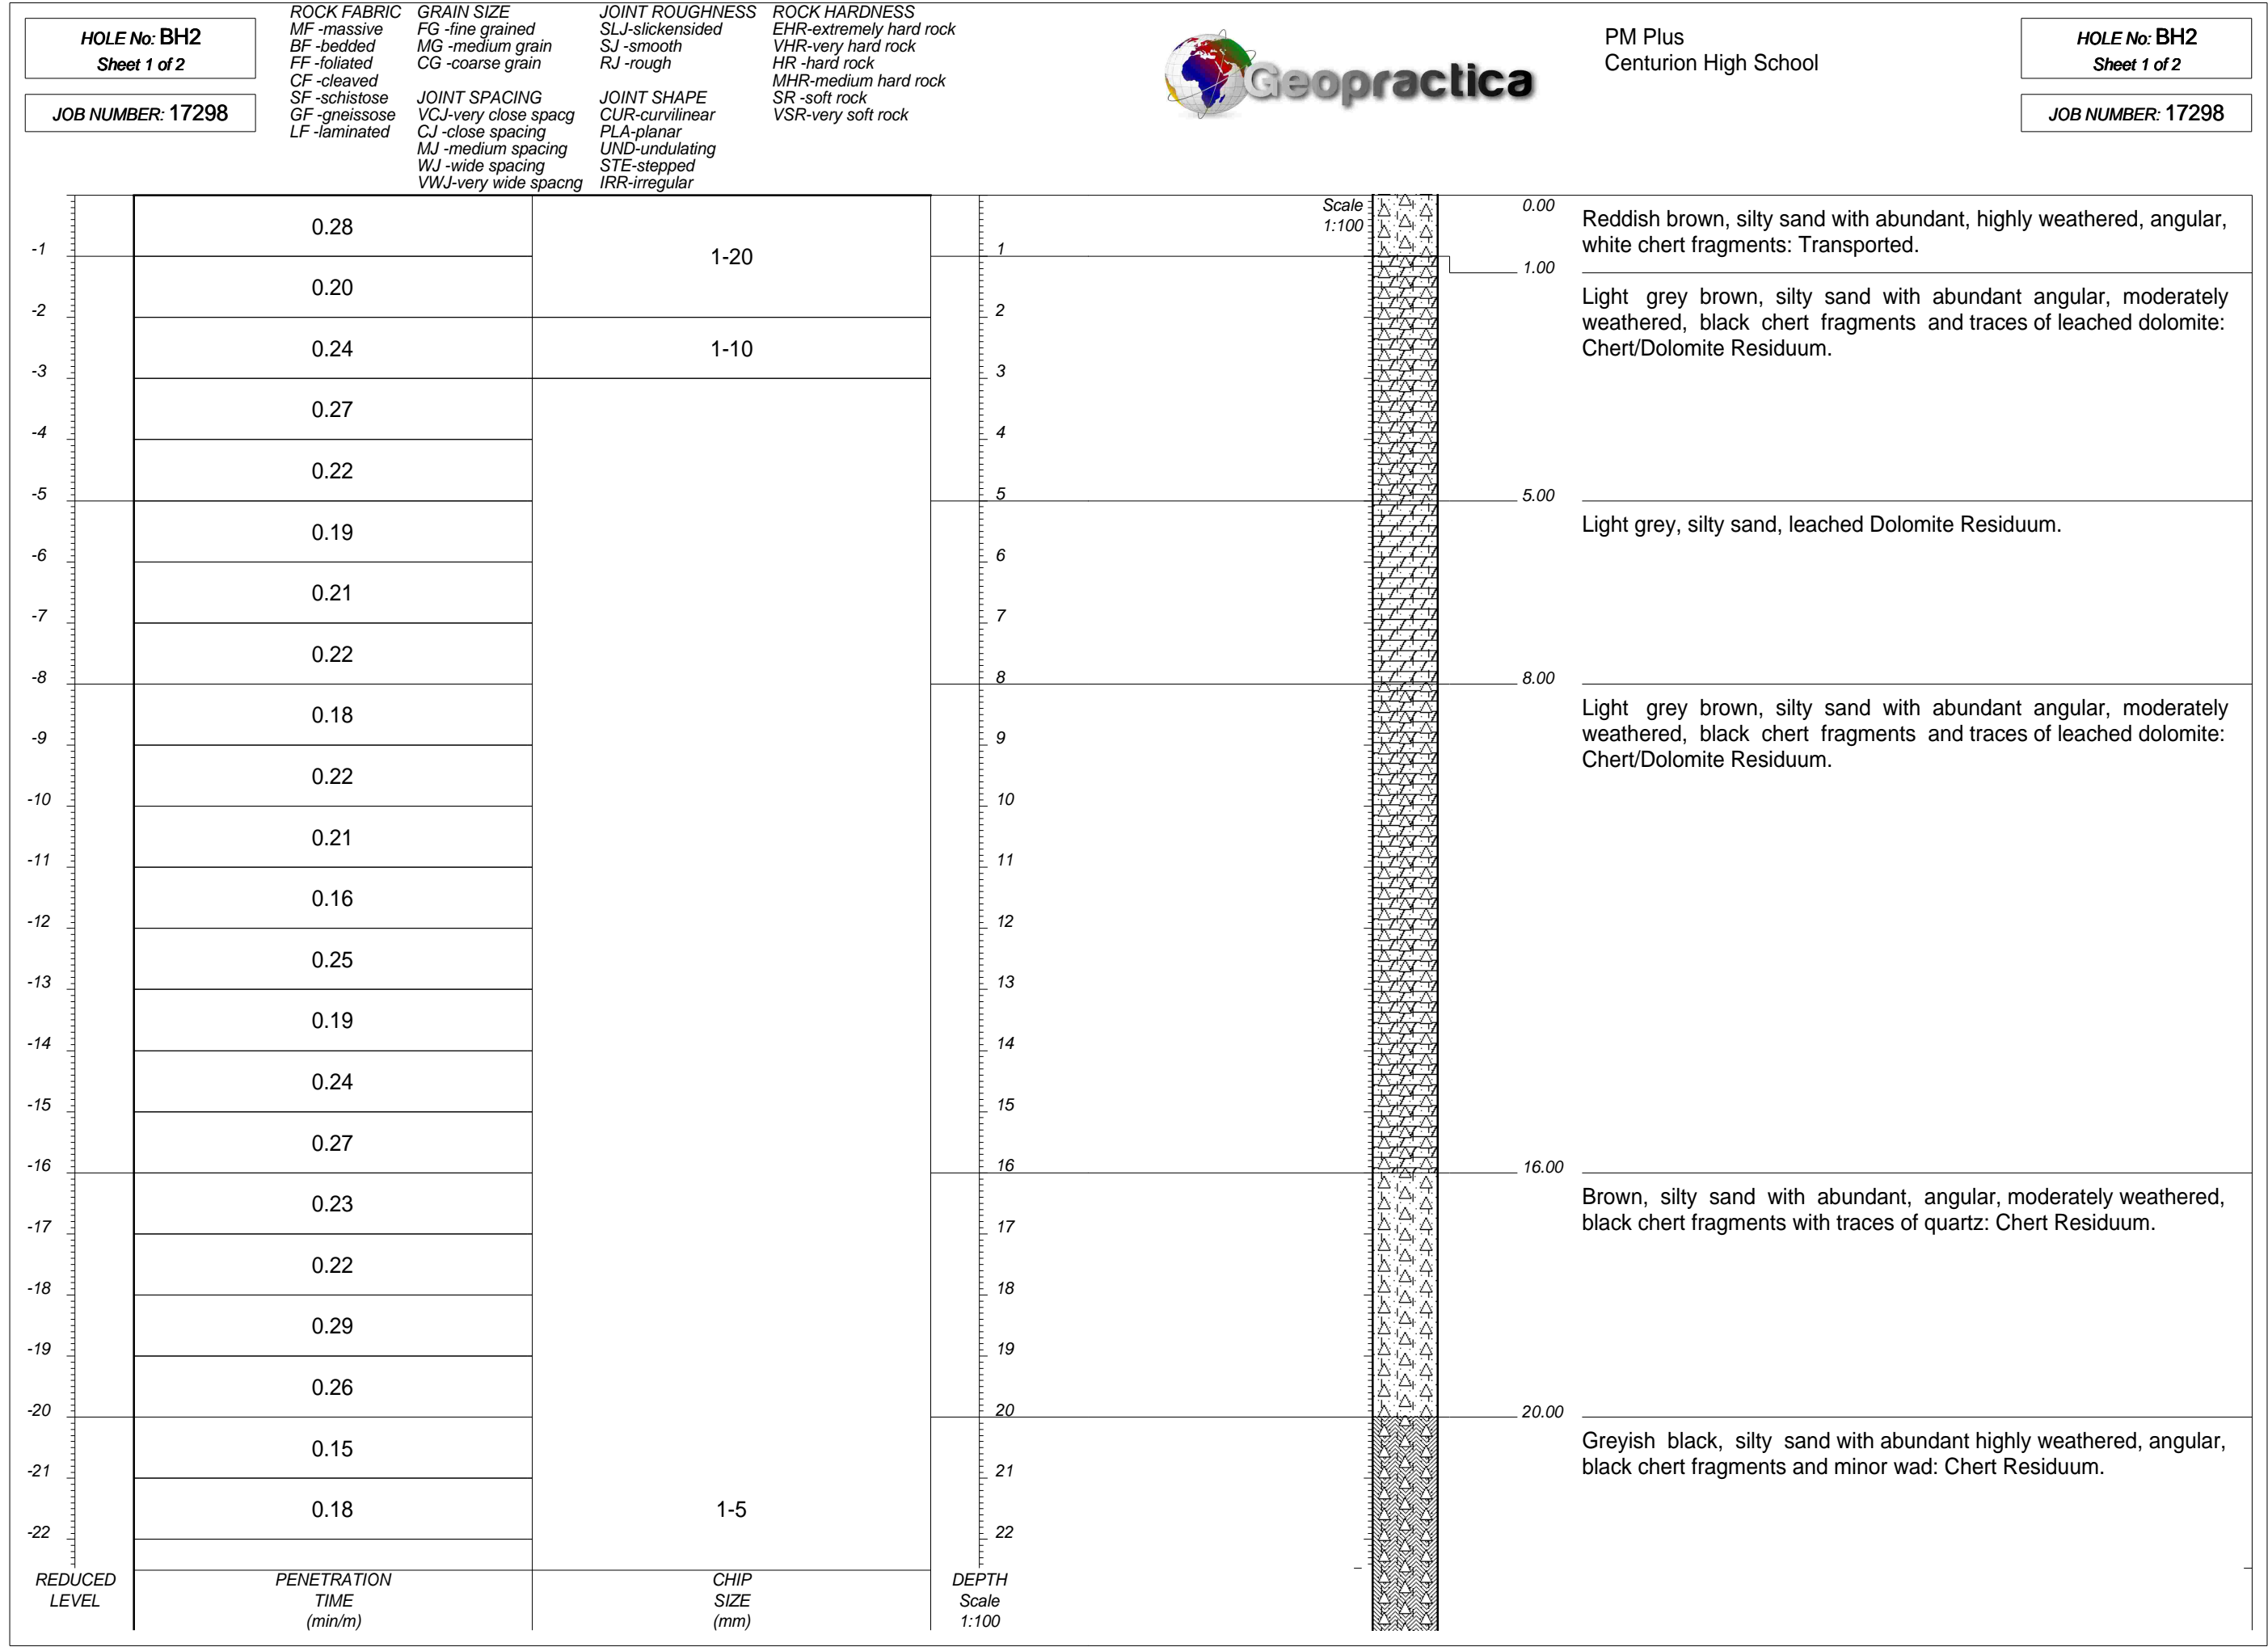 HOLE No: BH2
Sheet 1 of 2
JOB NUMBER: 17298
ROCK FABRIC
MF -massive
BF -bedded
FF -foliated
CF -cleaved
SF -schistose
GF -gneissose
LF -laminated
GRAIN SIZE
FG -fine grained
MG -medium grain
CG -coarse grain
JOINT SPACING
VCJ-very close spacg
CJ -close spacing
MJ -medium spacing
WJ -wide spacing
VWJ-very wide spacng
JOINT ROUGHNESS
SLJ-slickensided
SJ -smooth
RJ -rough
JOINT SHAPE
CUR-curvilinear
PLA-planar
UND-undulating
STE-stepped
IRR-irregular
ROCK HARDNESS
EHR-extremely hard rock
VHR-very hard rock
HR -hard rock
MHR-medium hard rock
SR -soft rock
VSR-very soft rock
Geopractica
PM Plus
Centurion High School
HOLE No: BH2
Sheet 1 of 2
JOB NUMBER: 17298
-1
-2
-3
-4
-5
-6
-7
-8
-9
-10
-11
-12
-13
-14
-15
-16
-17
-18
-19
-20
-21
-22
REDUCED
LEVEL
0.28
0.20
0.24
0.27
0.22
0.19
0.21
0.22
0.18
0.22
0.21
0.16
0.25
0.19
0.24
0.27
0.23
0.22
0.29
0.26
0.15
0.18
PENETRATION
TIME
(min/m)
1-20
1-10
1-5
CHIP
SIZE
(mm)
1
2
3
4
5
6
7
8
9
10
11
12
13
14
15
16
17
18
19
20
21
22
DEPTH
Scale
1:100
Scale
1:100
0.00
Reddish brown, silty sand with abundant, highly weathered, angular,
white chert fragments: Transported.
1.00
Light grey brown, silty sand with abundant angular, moderately
weathered, black chert fragments and traces of leached dolomite:
Chert/Dolomite Residuum.
5.00
Light grey, silty sand, leached Dolomite Residuum.
8.00
Light grey brown, silty sand with abundant angular, moderately
weathered, black chert fragments and traces of leached dolomite:
Chert/Dolomite Residuum.
16.00
Brown, silty sand with abundant, angular, moderately weathered,
black chert fragments with traces of quartz: Chert Residuum.
20.00
Greyish black, silty sand with abundant highly weathered, angular,
black chert fragments and minor wad: Chert Residuum.